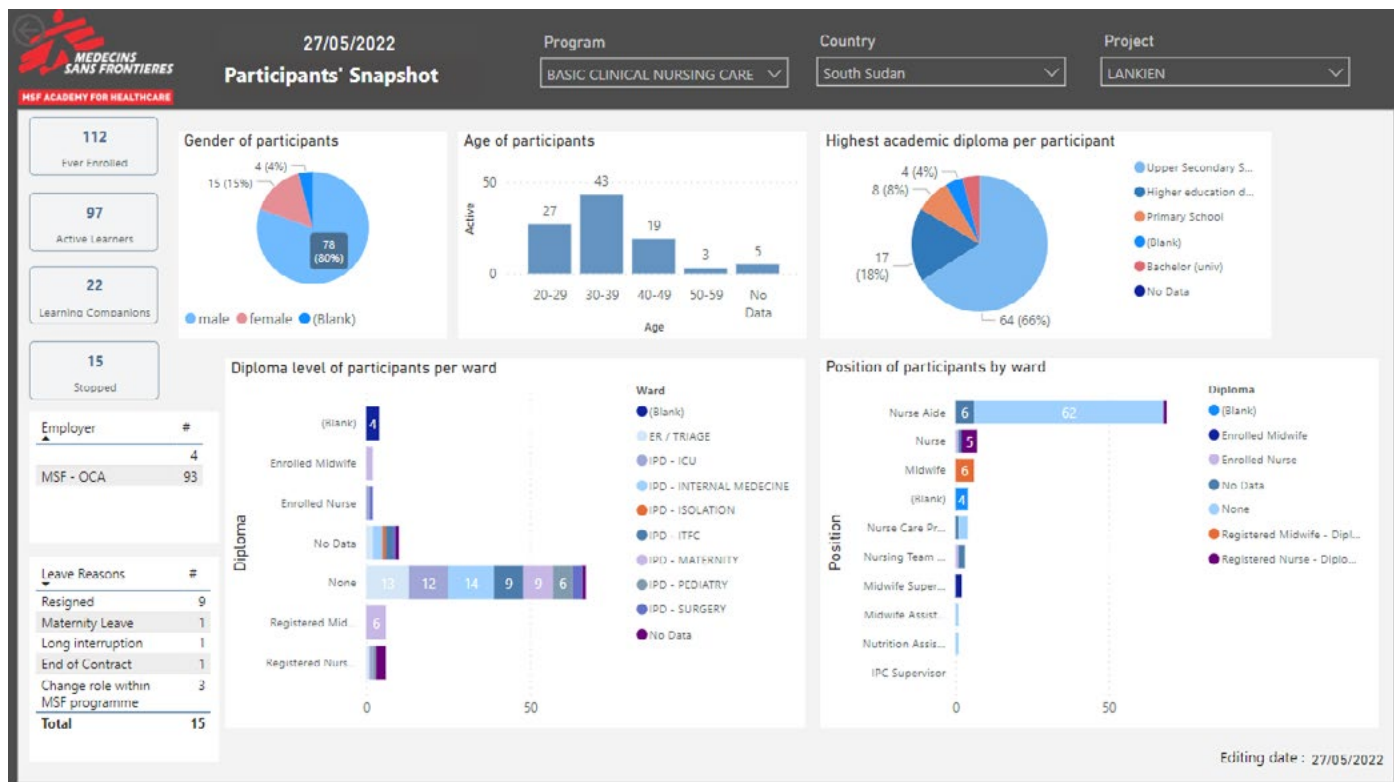 MEDECINS
SANS FRONTIERES
MSF ACADEMY FOR HEALTHCARE
27/05/2022
Participants' Snapshot
Program
BASIC CLINICAL NURSING CARE
Country
South Sudan
Project
LANKIEN
112
Ever Enrolled
97
Active Learners
22
Learning Companions
15
Stopped
Gender of participants
4 (4%)
15 (15%)
78
(80%)
male female (Blank)
Age of participants
Active
50
0
27
43
19
3
5
20-29 30-39 40-49 50-59 No
Data
Age
Highest academic diploma per participant
4 (4%)
8 (8%)
17
(18%)
64 (66%)
Upper Secondary S...
Higher education d...
Primary School
(Blank)
Bachelor (univ)
No Data
Employer #
4
MSF - OCA 93
Leave Reasons #
Resigned 9
Maternity Leave 1
Long interruption 1
End of Contract 1
Change role within 3
MSF programme
Total 15
Diploma level of participants per ward
Diploma
(Blank) 4
Enrolled Midwife
Enrolled Nurse
No Data
None 13 12 14 9 9 6
Registered Mid... 6
Registered Nurs...
0 50
Ward
(Blank)
ER / TRIAGE
IPD - ICU
IPD - INTERNAL MEDECINE
IPD - ISOLATION
IPD - ITFC
IPD - MATERNITY
IPD - PEDIATRY
IPD - SURGERY
No Data
Position of participants by ward
Position
Nurse Aide 6 62
Nurse 5
Midwife 6
(Blank) 4
Nurse Care Pr...
Nursing Team ...
Midwife Super...
Midwife Assist...
Nutrition Assis...
IPC Supervisor
0 50
Diploma
(Blank)
Enrolled Midwife
Enrolled Nurse
No Data
None
Registered Midwife - Dipl...
Registered Nurse - Diplo...
Editing date : 27/05/2022